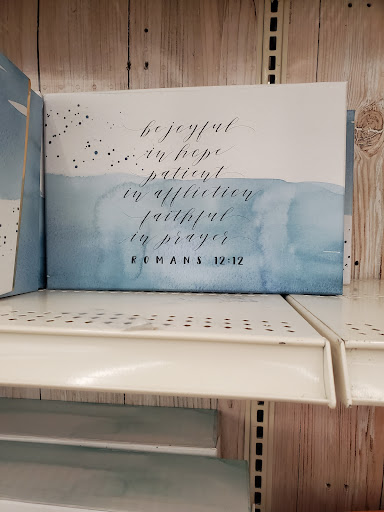 be joyful
in hope
patient
in affliction
faithful
in prayer
ROMANS 12:12